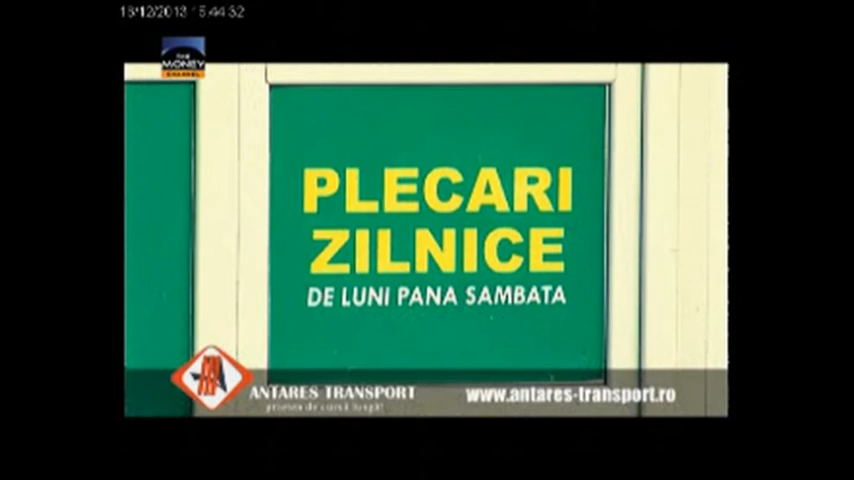 16/12/2013 15:44:32
THE
MONEY
CHANNEL
PLECARI
ZILNICE
DE LUNI PANA SAMBATA
ANTARES TRANSPORT
www.antares-transport.ro